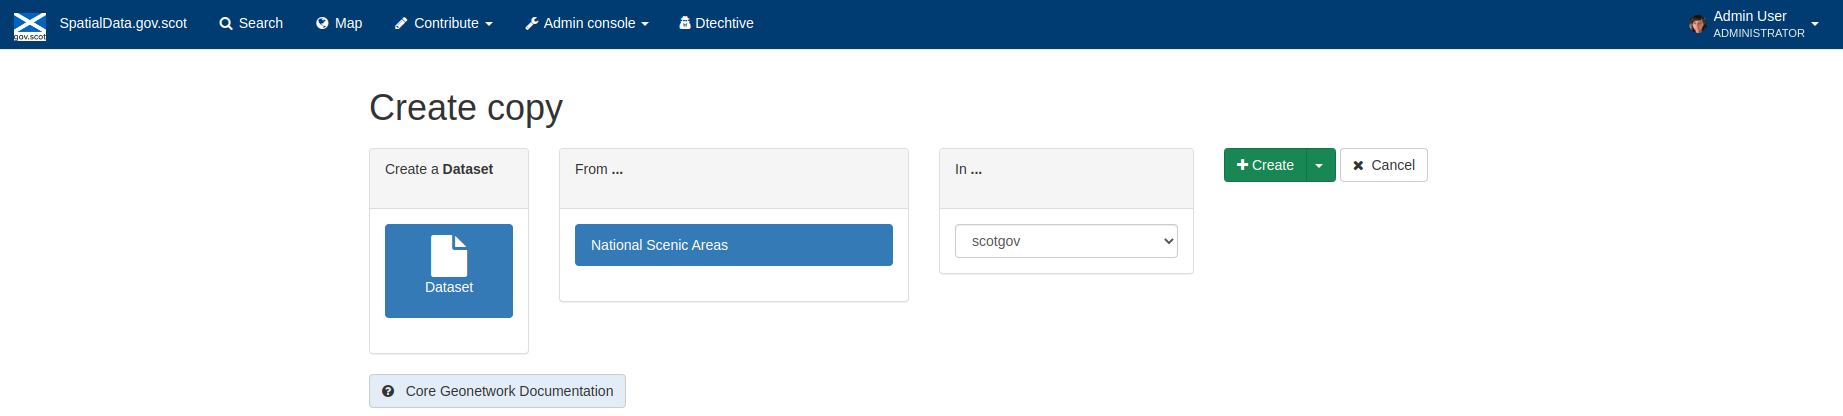 gov.scot
SpatialData.gov.scot
Search
Map
Contribute
Admin console
Dtechtive
Admin User
ADMINISTRATOR
Create copy
Create a Dataset
Dataset
From ...
National Scenic Areas
In ...
scotgov
Create
Cancel
Core Geonetwork Documentation